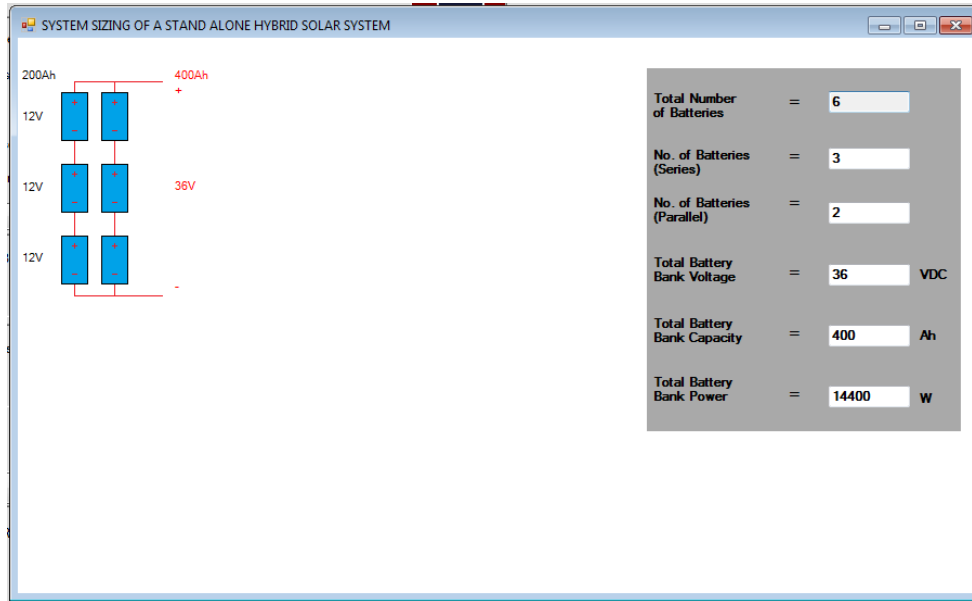 SYSTEM SIZING OF A STAND ALONE HYBRID SOLAR SYSTEM
200Ah
400Ah
+
12V
+ +
- -
12V
+ +
- -
36V
12V
+ +
- -
-
Total Number
of Batteries
=
6
No. of Batteries
(Series)
=
3
No. of Batteries
(Parallel)
=
2
Total Battery
Bank Voltage
=
36
VDC
Total Battery
Bank Capacity
=
400
Ah
Total Battery
Bank Power
=
14400
W